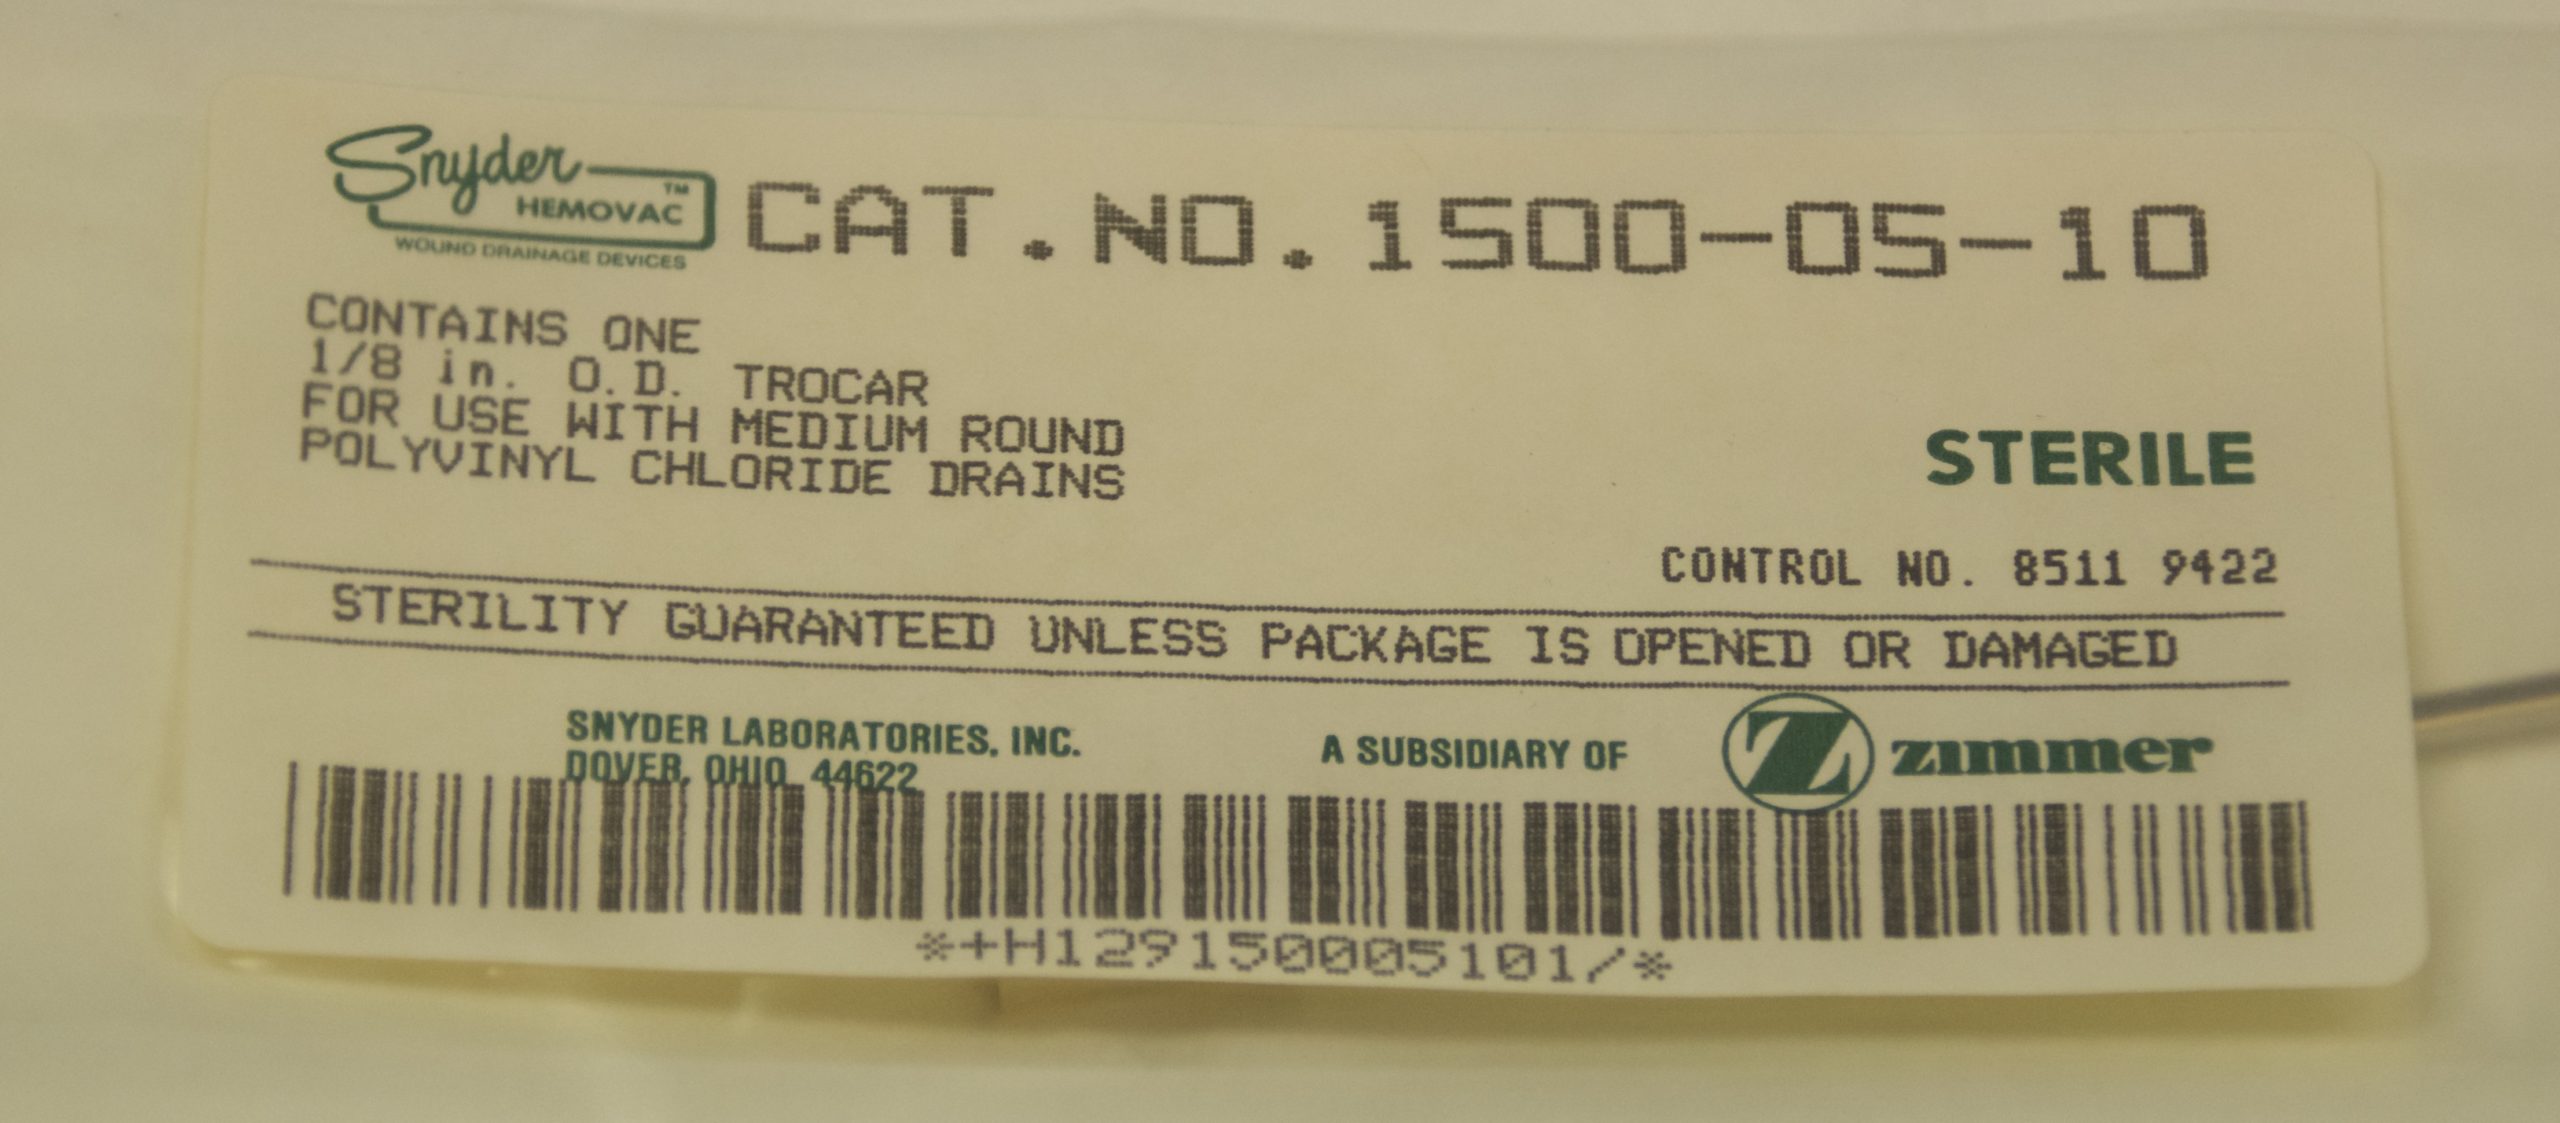 Snyder
HEMOVAC™
WOUND DRAINAGE DEVICES
CAT.NO.1500-05-10
CONTAINS ONE
1/8 in. O.D. TROCAR
FOR USE WITH MEDIUM ROUND
POLYVINYL CHLORIDE DRAINS
STERILE
CONTROL NO. 8511 9422
STERILITY GUARANTEED UNLESS PACKAGE IS OPENED OR DAMAGED
SNYDER LABORATORIES, INC.
DOVER, OHIO 44622
A SUBSIDIARY OF Z zimmer
*+H129150005101/*